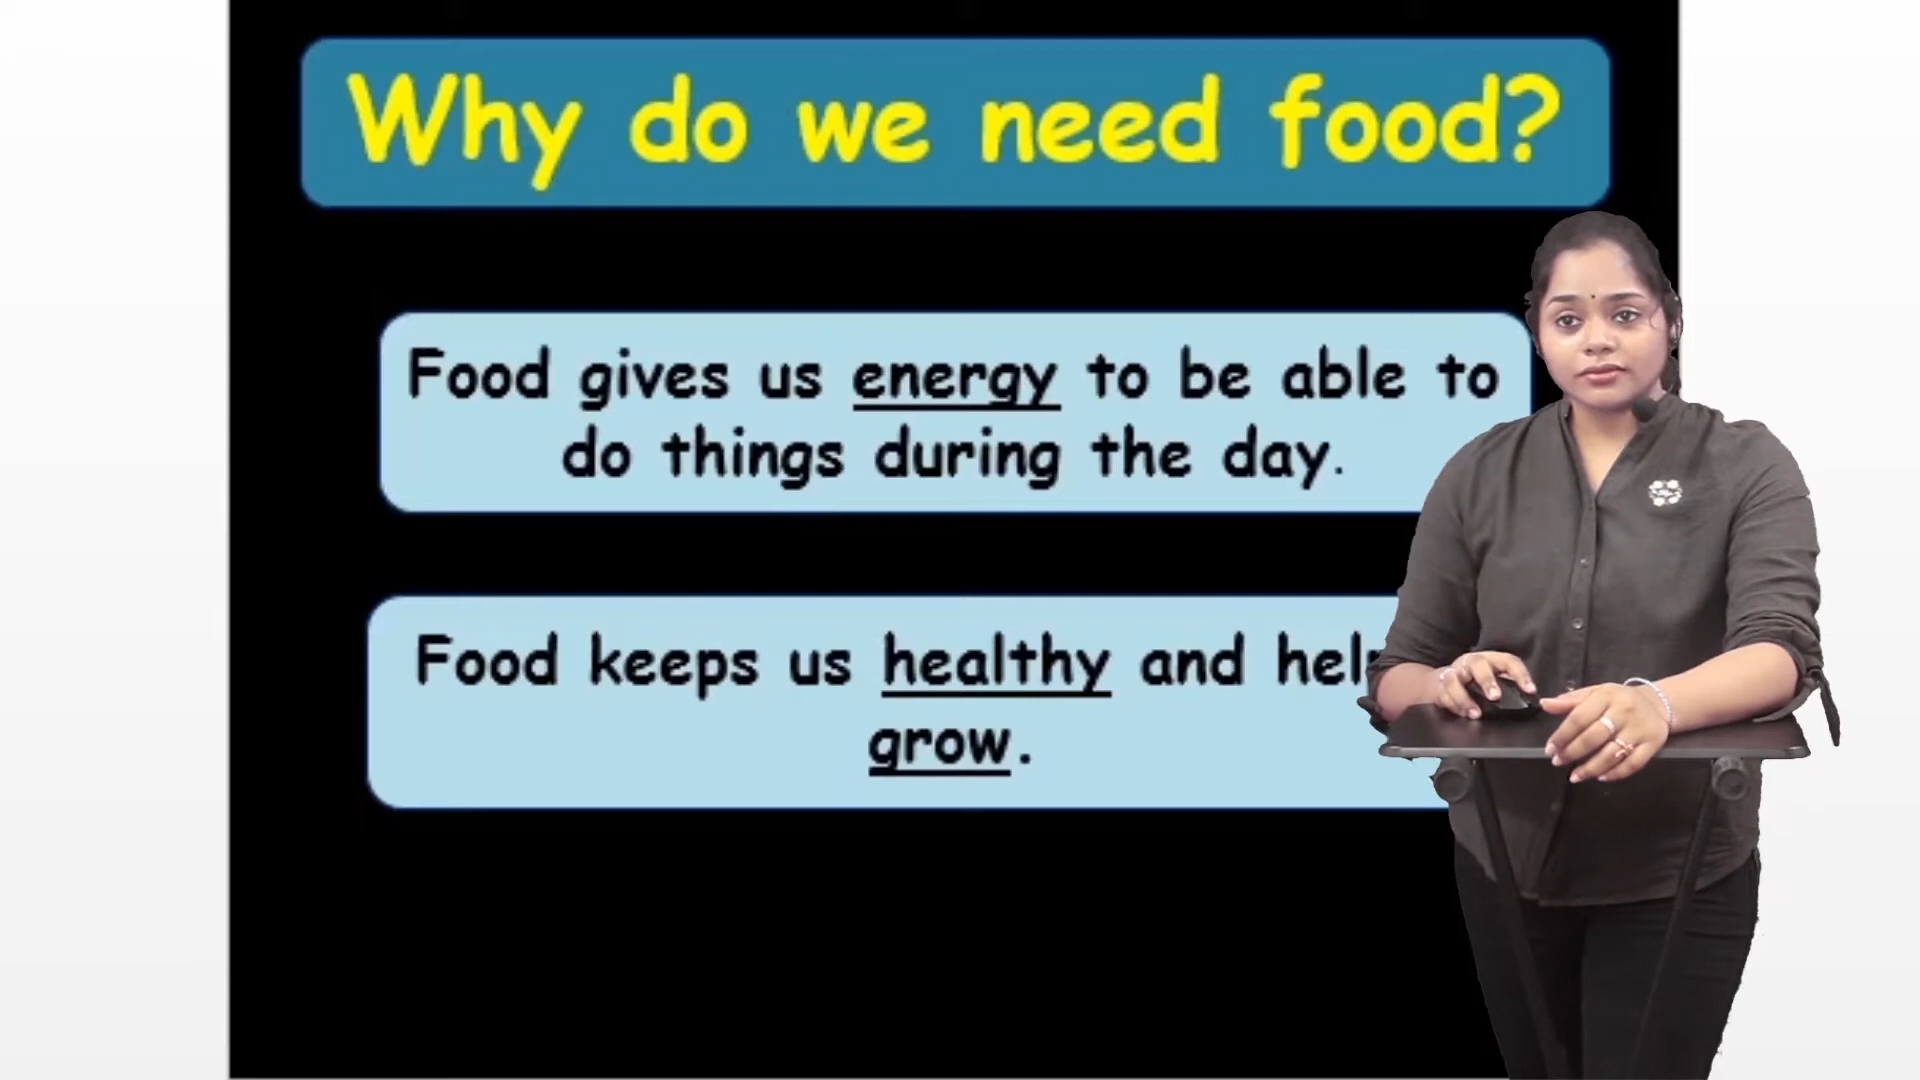 Why do we need food?
Food gives us energy to be able to
do things during the day.
Food keeps us healthy and
grow.